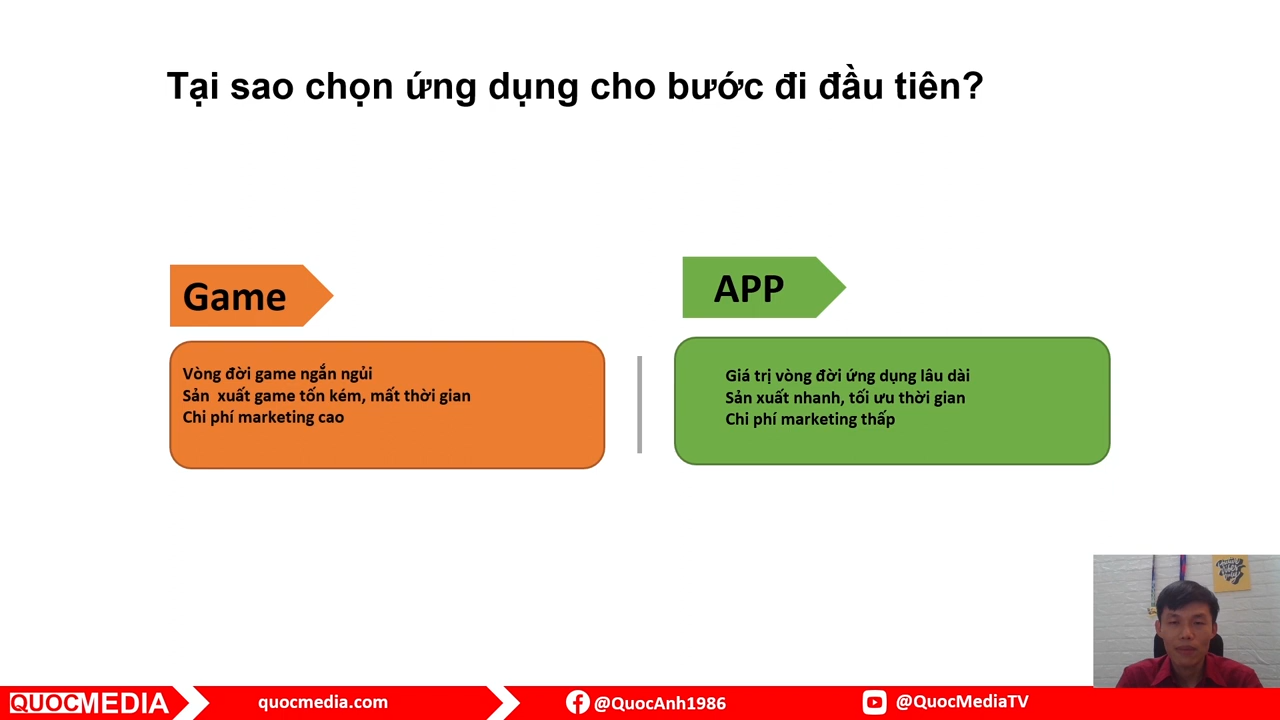 Tại sao chọn ứng dụng cho bước đi đầu tiên?
Game
Vòng đời game ngắn ngủi
Sản  xuất game tốn kém, mất thời gian
Chi phí marketing cao
APP
Giá trị vòng đời ứng dụng lâu dài
Sản xuất nhanh, tối ưu thời gian
Chi phí marketing thấp
QUOCMEDIA
quocmedia.com
@QuocAnh1986
@QuocMediaTV